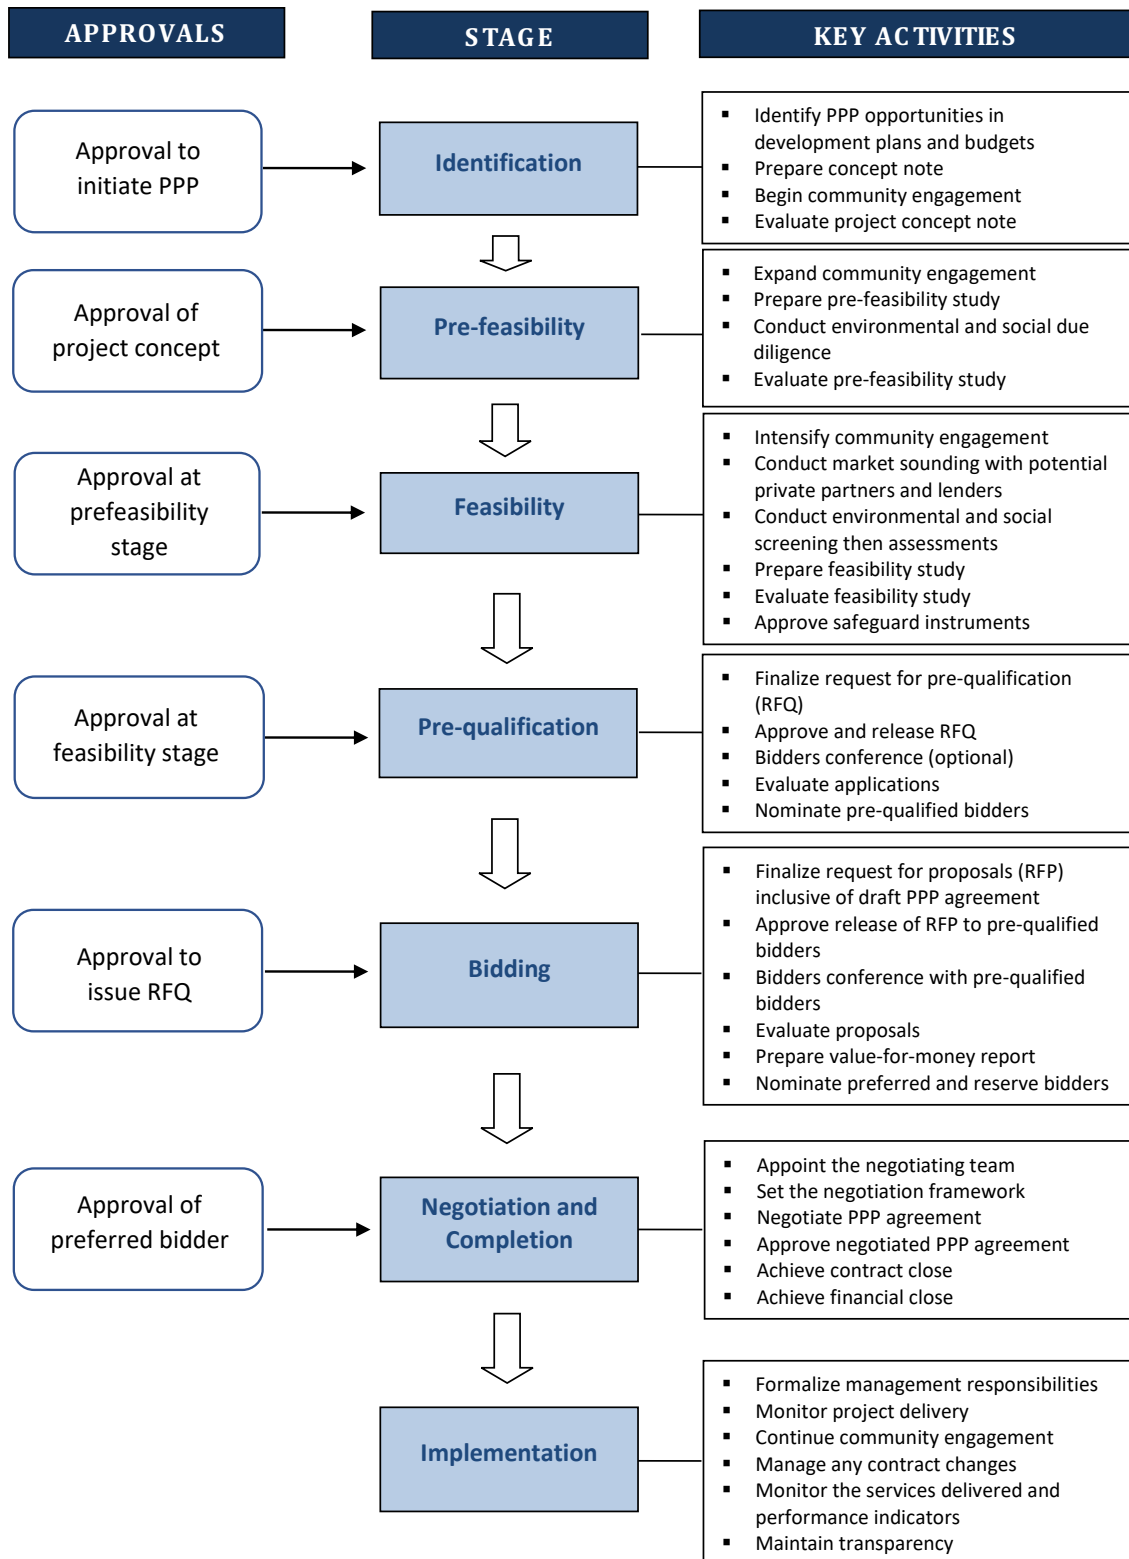 APPROVALS
STAGE
KEY ACTIVITIES
Approval to
initiate PPP
Identification
▪ Identify PPP opportunities in
development plans and budgets
▪ Prepare concept note
▪ Begin community engagement
▪ Evaluate project concept note
Approval of
project concept
Pre-feasibility
▪ Expand community engagement
▪ Prepare pre-feasibility study
▪ Conduct environmental and social due
diligence
▪ Evaluate pre-feasibility study
Approval at
prefeasibility
stage
Feasibility
▪ Intensify community engagement
▪ Conduct market sounding with potential
private partners and lenders
▪ Conduct environmental and social
screening then assessments
▪ Prepare feasibility study
▪ Evaluate feasibility study
▪ Approve safeguard instruments
Approval at
feasibility stage
Pre-qualification
▪ Finalize request for pre-qualification
(RFQ)
▪ Approve and release RFQ
▪ Bidders conference (optional)
▪ Evaluate applications
▪ Nominate pre-qualified bidders
Approval to
issue RFQ
Bidding
▪ Finalize request for proposals (RFP)
inclusive of draft PPP agreement
▪ Approve release of RFP to pre-qualified
bidders
▪ Bidders conference with pre-qualified
bidders
▪ Evaluate proposals
▪ Prepare value-for-money report
▪ Nominate preferred and reserve bidders
Approval of
preferred bidder
Negotiation and
Completion
▪ Appoint the negotiating team
▪ Set the negotiation framework
▪ Negotiate PPP agreement
▪ Approve negotiated PPP agreement
▪ Achieve contract close
▪ Achieve financial close
Implementation
▪ Formalize management responsibilities
▪ Monitor project delivery
▪ Continue community engagement
▪ Manage any contract changes
▪ Monitor the services delivered and
performance indicators
▪ Maintain transparency